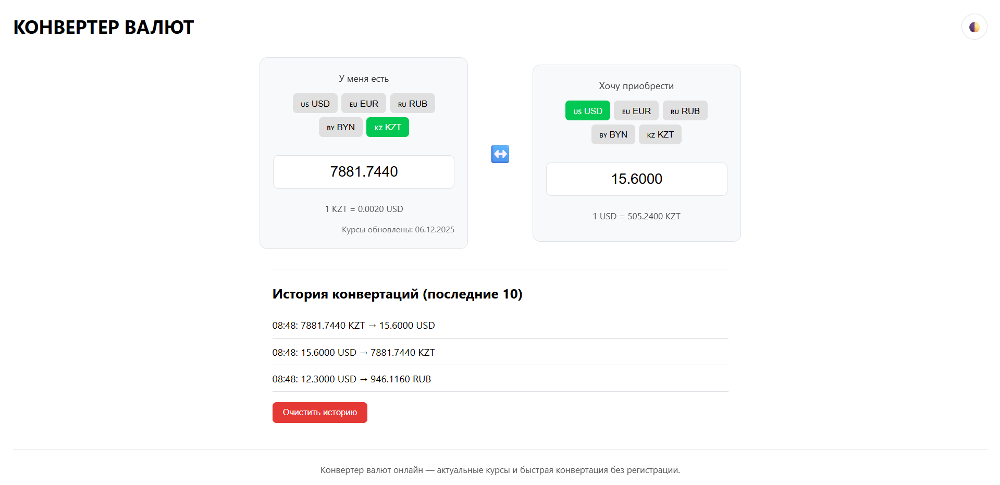 КОНВЕРТЕР ВАЛЮТ
У меня есть
US USD EU EUR RU RUB
BY BYN KZ KZT
7881.7440
1 KZT = 0.0020 USD
Курсы обновлены: 06.12.2025
Хочу приобрести
US USD EU EUR RU RUB
BY BYN KZ KZT
15.6000
1 USD = 505.2400 KZT
История конвертаций (последние 10)
08:48: 7881.7440 KZT → 15.6000 USD
08:48: 15.6000 USD → 7881.7440 KZT
08:48: 12.3000 USD → 946.1160 RUB
Очистить историю
Конвертер валют онлайн — актуальные курсы и быстрая конвертация без регистрации.